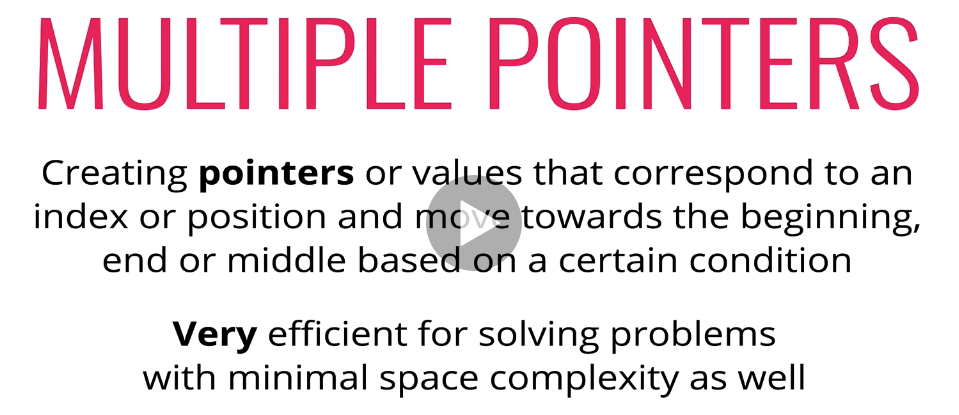 MULTIPLE POINTERS
Creating pointers or values that correspond to an
index or position and move towards the beginning,
end or middle based on a certain condition
Very efficient for solving problems
with minimal space complexity as well